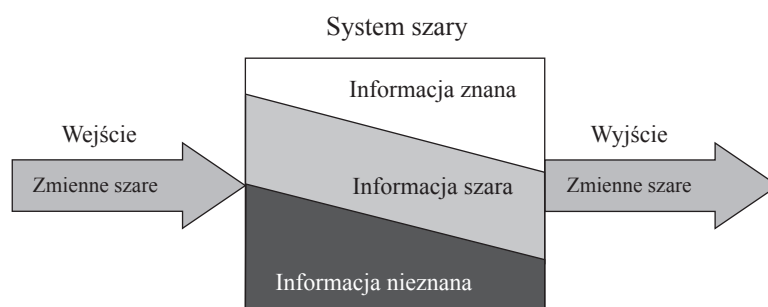 System szary
Informacja znana
Wejście
Wyjście
Zmienne szare
Informacja szara
Zmienne szare
Informacja nieznana